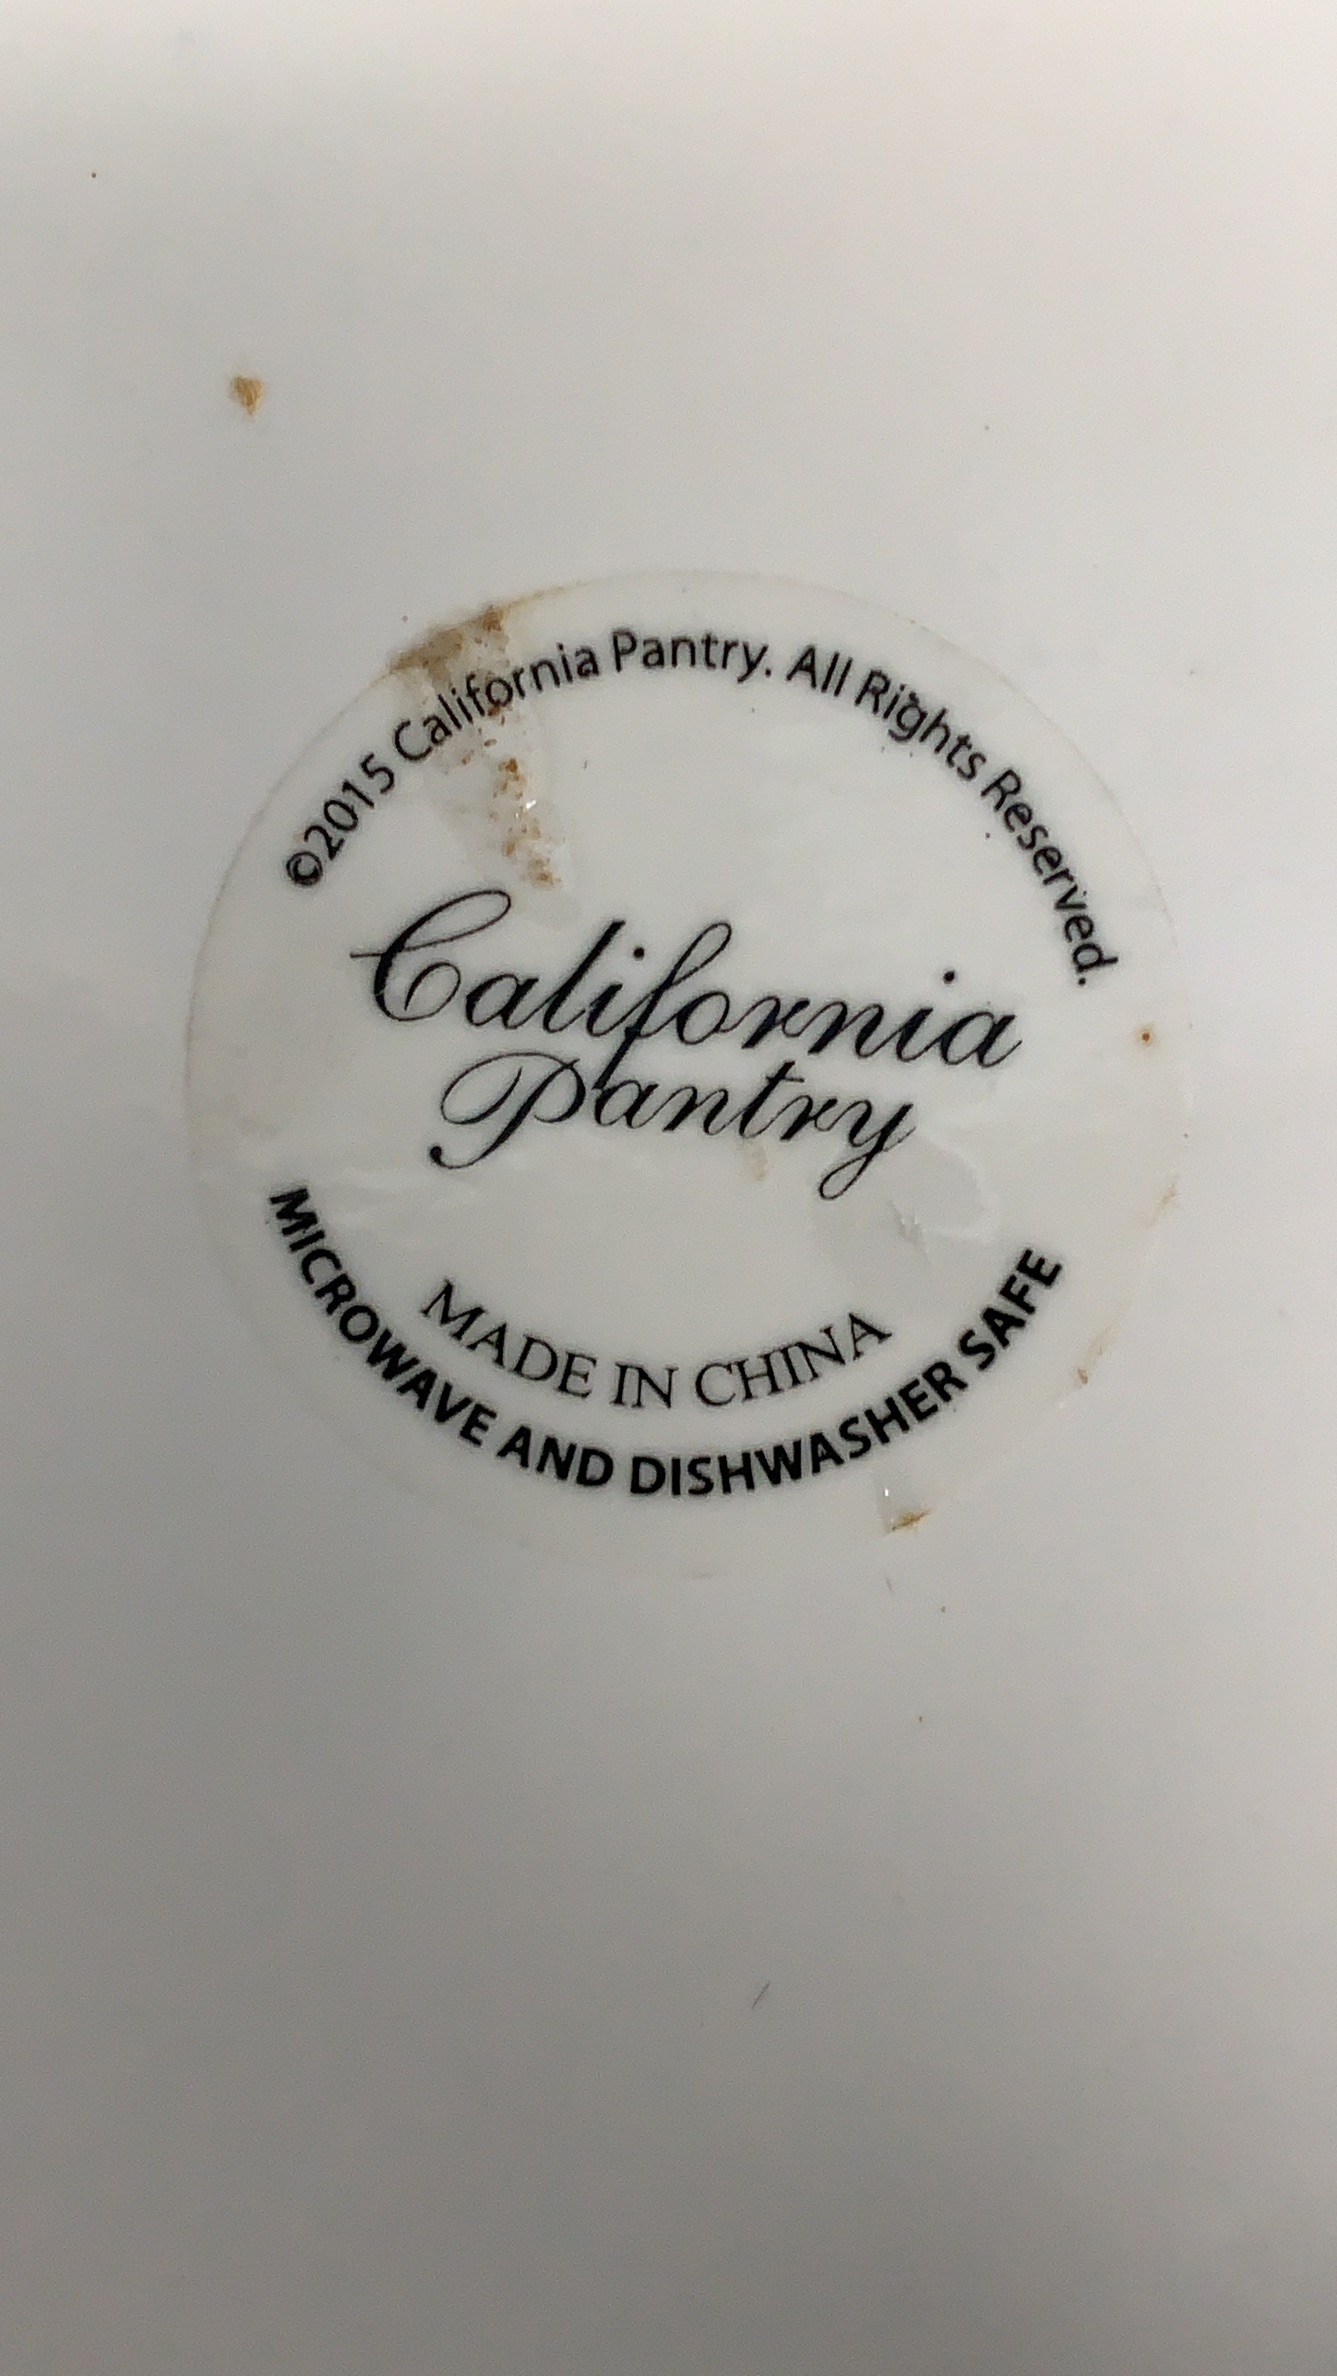 ©2015 California Pantry. All Rights Reserved.
California
Pantry
MADE IN CHINA
MICROWAVE AND DISHWASHER SAFE